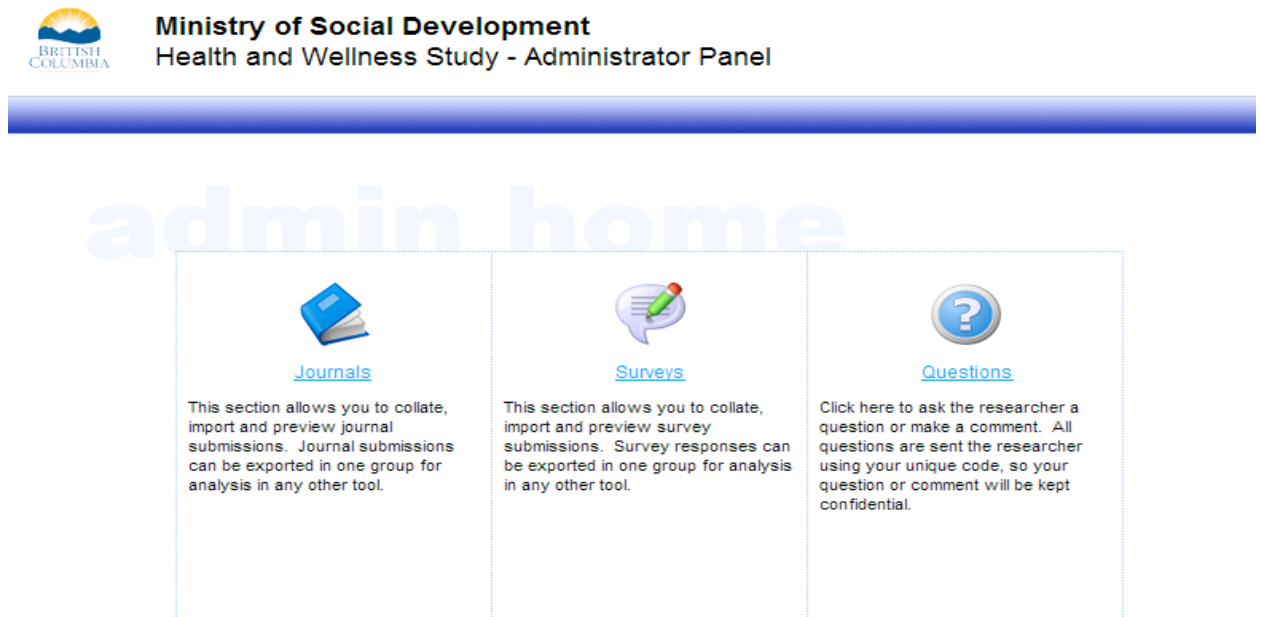 BRITISH
COLUMBIA
Ministry of Social Development
Health and Wellness Study - Administrator Panel
admin home
Journals
This section allows you to collate,
import and preview journal
submissions.  Journal submissions
can be exported in one group for
analysis in any other tool.
Surveys
This section allows you to collate,
import and preview survey
submissions.  Survey responses can
be exported in one group for analysis
in any other tool.
?
Questions
Click here to ask the researcher a
question or make a comment.  All
questions are sent the researcher
using your unique code, so your
question or comment will be kept
confidential.